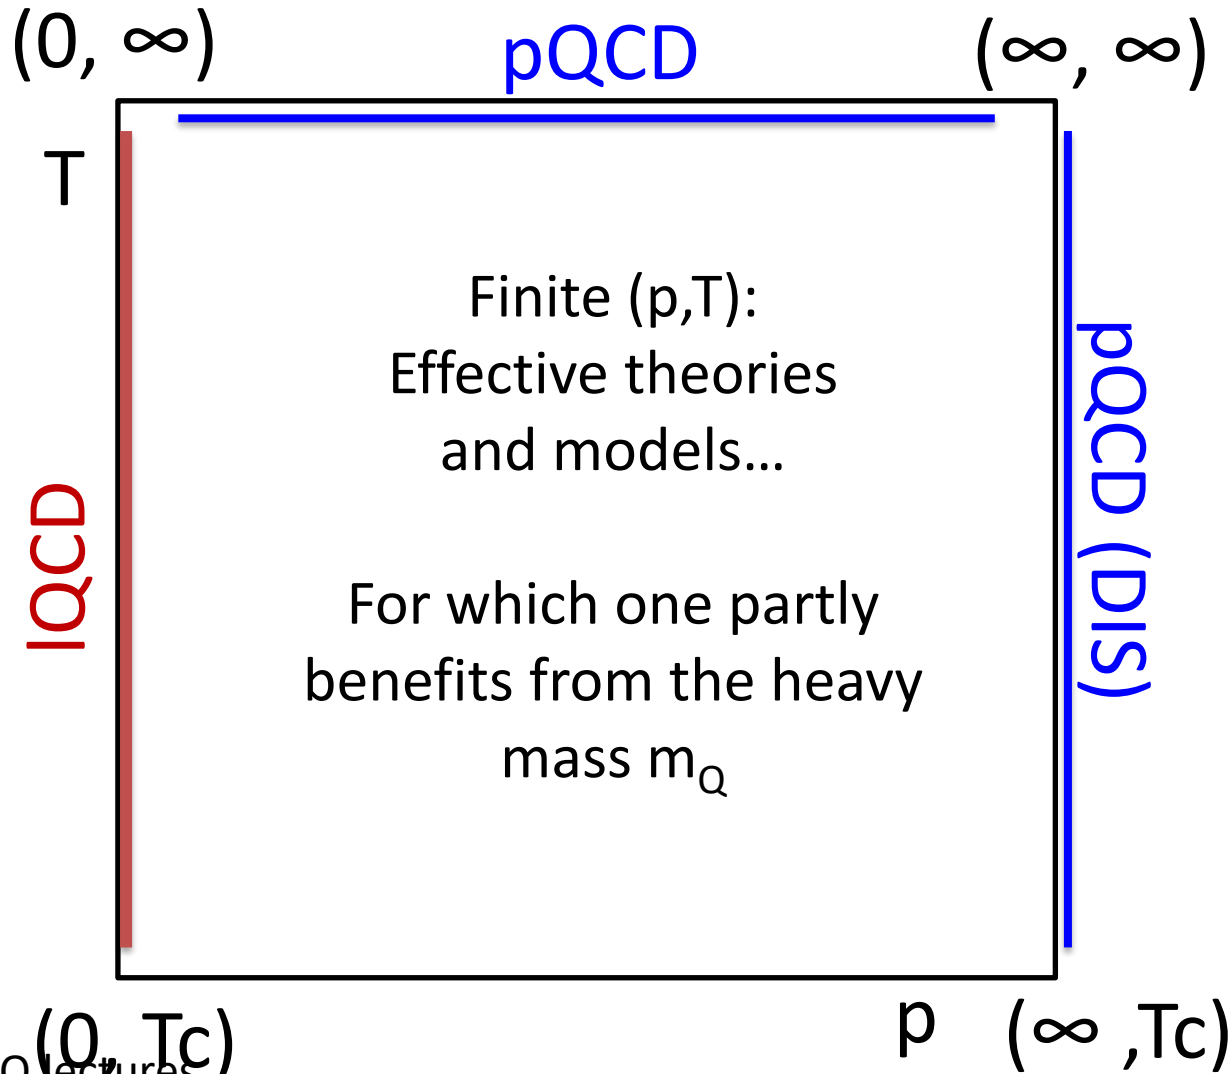 (0, ∞)
pQCD
(∞, ∞)
T
Finite (p,T):
Effective theories
and models...
pQCD (DIS)
lQCD
For which one partly
benefits from the heavy
mass mQ
(0, Tc)
p
(∞ ,Tc)
Q lectures